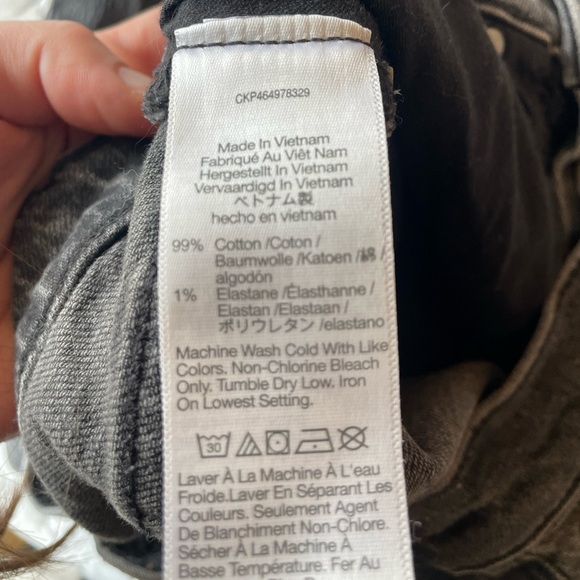 CKP464978329
Made In Vietnam
Fabriqué Au Viêt Nam
Hergestellt In Vietnam
Vervaardigd In Vietnam
ベトナム製
hecho en vietnam
99% Cotton /Coton /
Baumwolle /Katoen /綿 /
algodón
1% Elastane /Élasthanne /
Elastan /Elastaan /
ポリウレタン /elastano
Machine Wash Cold With Like
Colors. Non-Chlorine Bleach
Only. Tumble Dry Low. Iron
On Lowest Setting.
30
Laver À La Machine À L'eau
Froide.Laver En Séparant Les
Couleurs. Seulement Agent
De Blanchiment Non-Chlore.
Sécher À La Machine À
Basse Température. Fer Au